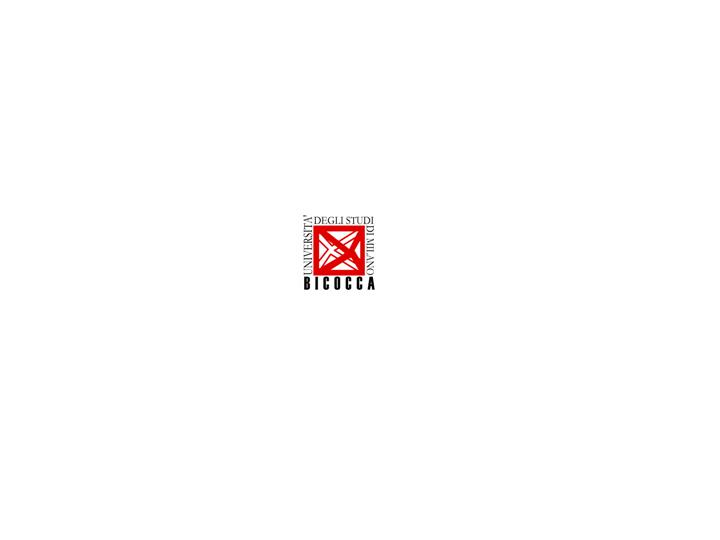 UNIVERSITA'
DEGLI STUDI
DI MILANO
BICOCCA